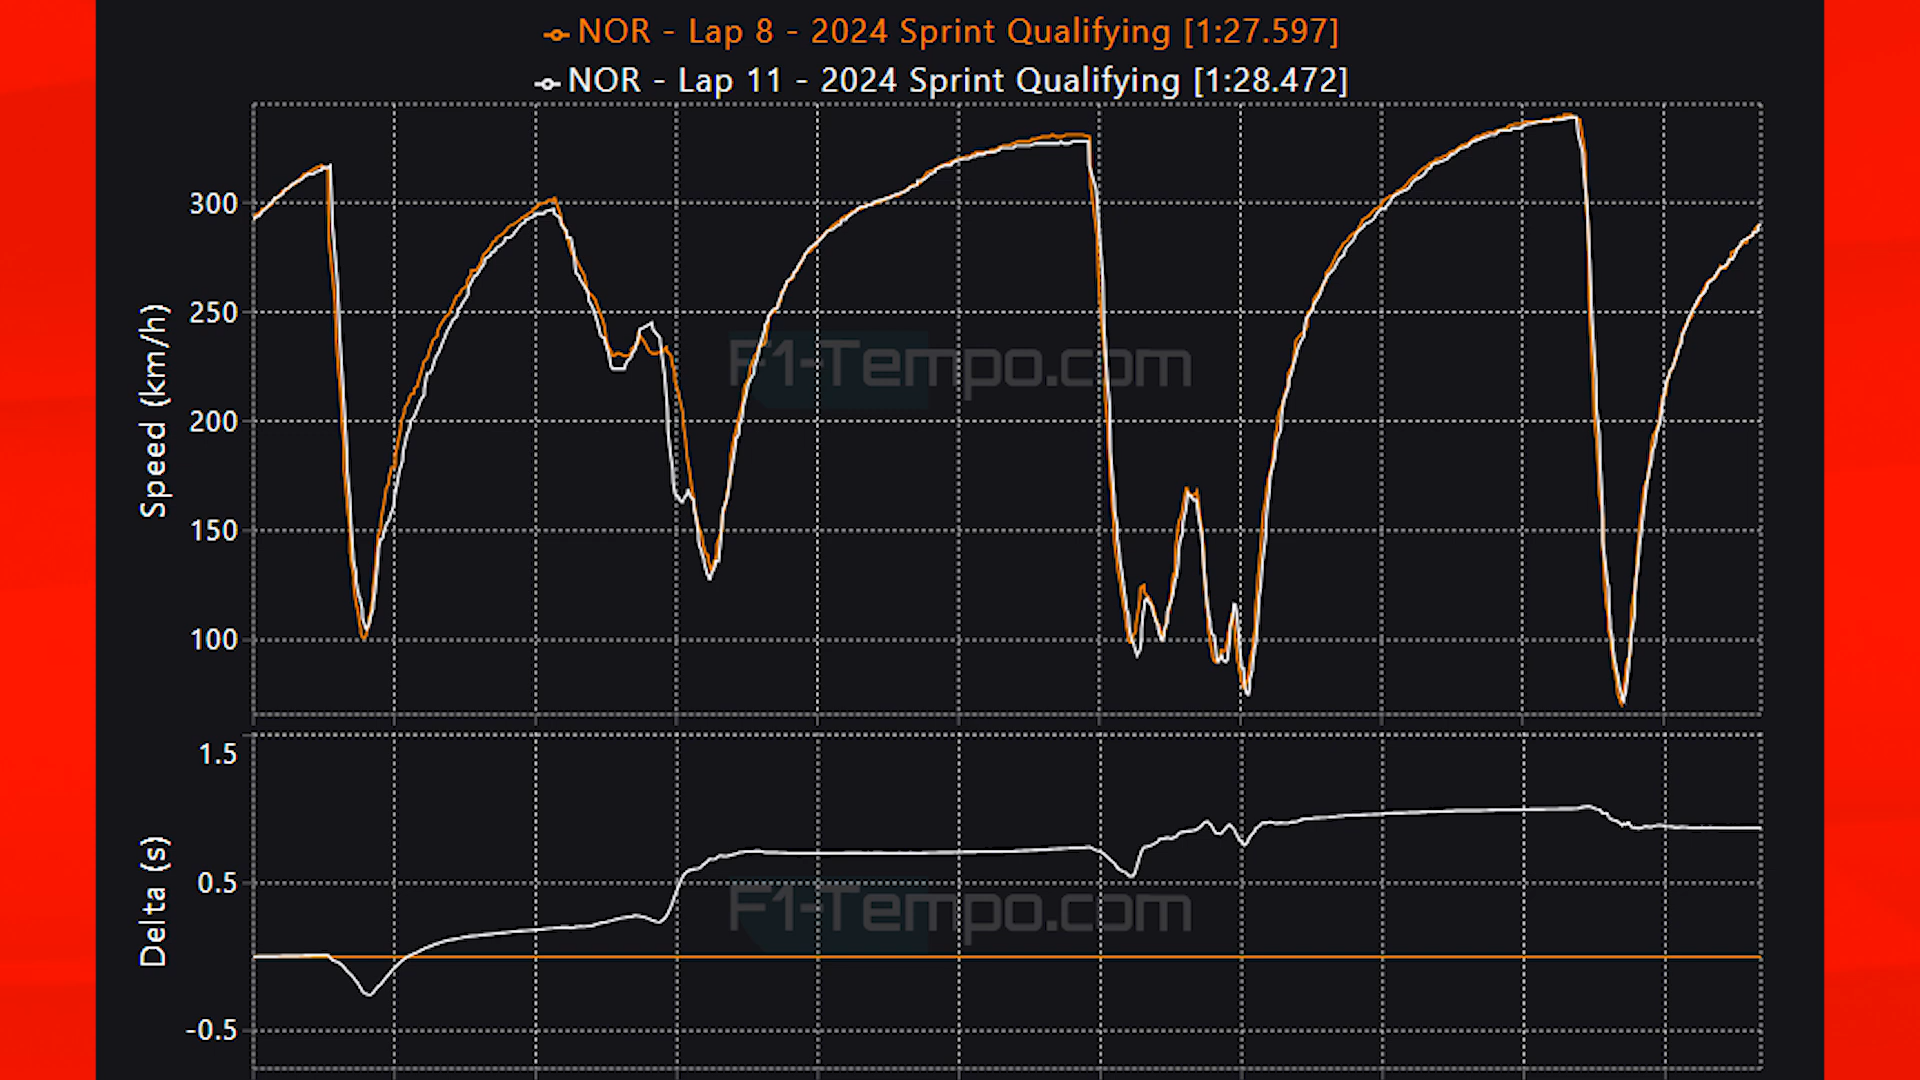 NOR - Lap 8 - 2024 Sprint Qualifying [1:27.597]
NOR - Lap 11 - 2024 Sprint Qualifying [1:28.472]
300
250
200
150
100
Speed (km/h)
F1-Tempo.com
1.5
0.5
-0.5
Delta (s)
F1-Tempo.com